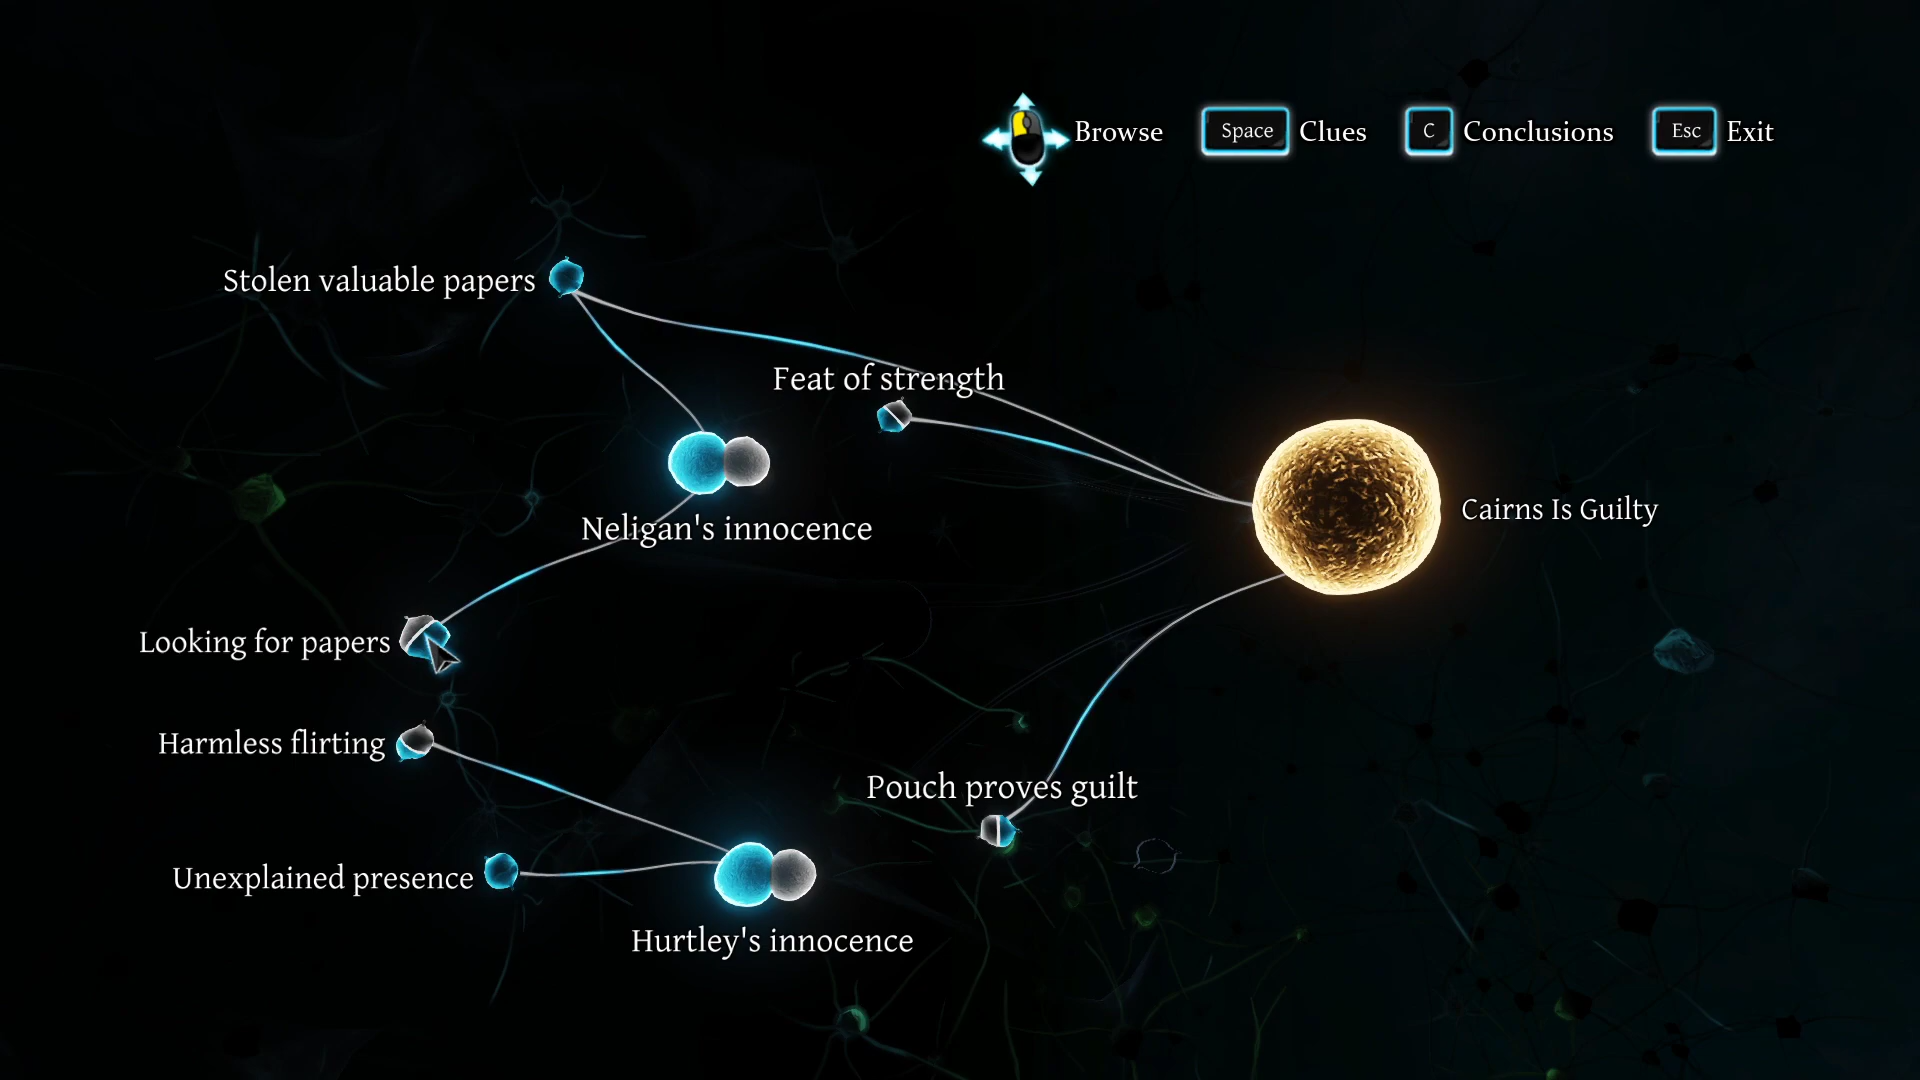 Browse
Space
Clues
C
Conclusions
Esc
Exit
Stolen valuable papers
Feat of strength
Neligan's innocence
Cairns Is Guilty
Looking for papers
Harmless flirting
Pouch proves guilt
Unexplained presence
Hurtley's innocence